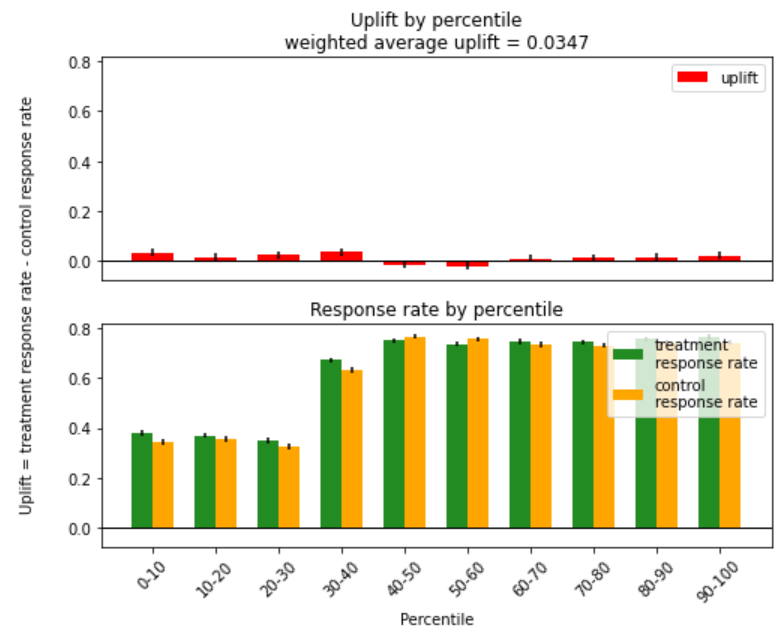 Uplift by percentile
weighted average uplift = 0.0347
uplift
0.8
0.6
0.4
0.2
0.0
Uplift = treatment response rate - control response rate
Response rate by percentile
treatment
response rate
control
response rate
0.8
0.6
0.4
0.2
0.0
0-10
10-20
20-30
30-40
40-50
50-60
60-70
70-80
80-90
90-100
Percentile